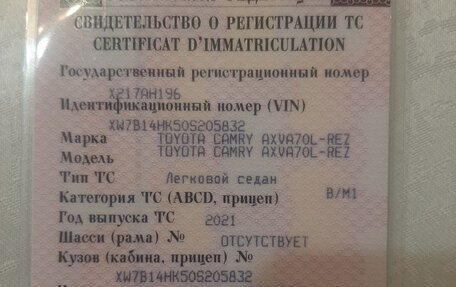 СВИДЕТЕЛЬСТВО О РЕГИСТРАЦИИ ТС
CERTIFICAT D'IMMATRICULATION
Государственный регистрационный номер
Х217АН196
Идентификационный номер (VIN)
XW7B14HK50S205832
Марка TOYOTA CAMRY AXVA70L-REZ
Модель TOYOTA CAMRY AXVA70L-REZ
Тип ТС Легковой седан
Категория ТС (ABCD, прицеп) B/M1
Год выпуска ТС 2021
Шасси (рама) № ОТСУТСТВУЕТ
Кузов (кабина, прицеп) №
XW7B14HK50S205832